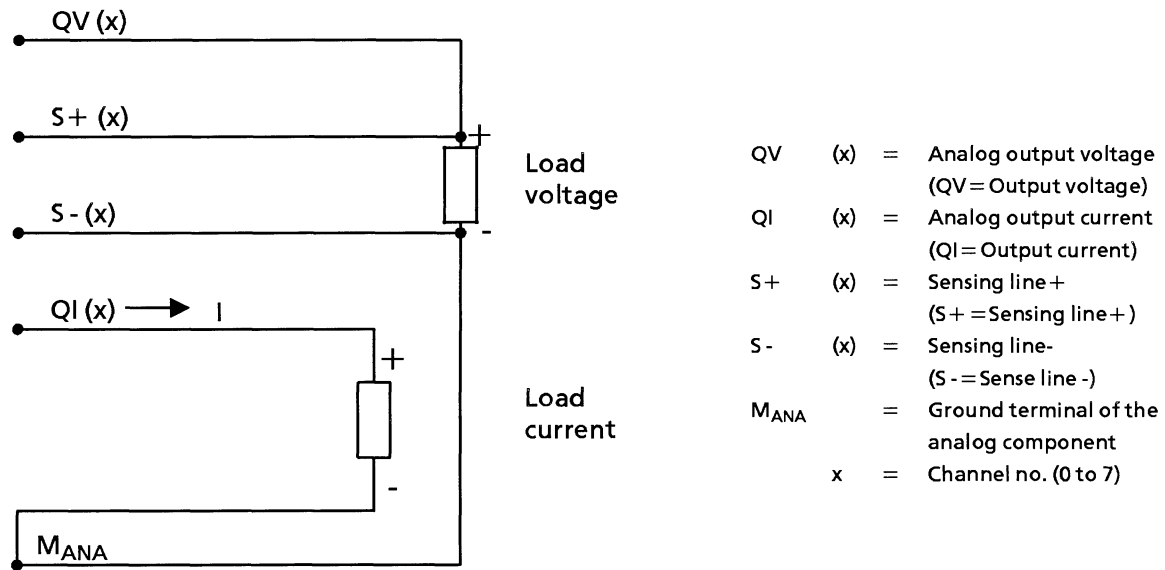 QV (x)
S+ (x)
+
Load
voltage
S - (x)
-
QI (x) I
+
Load
current
-
MANA
QV (x) = Analog output voltage
(QV = Output voltage)
QI (x) = Analog output current
(QI = Output current)
S+ (x) = Sensing line+
(S+ = Sensing line+)
S - (x) = Sensing line-
(S - = Sense line -)
MANA = Ground terminal of the
analog component
x = Channel no. (0 to 7)